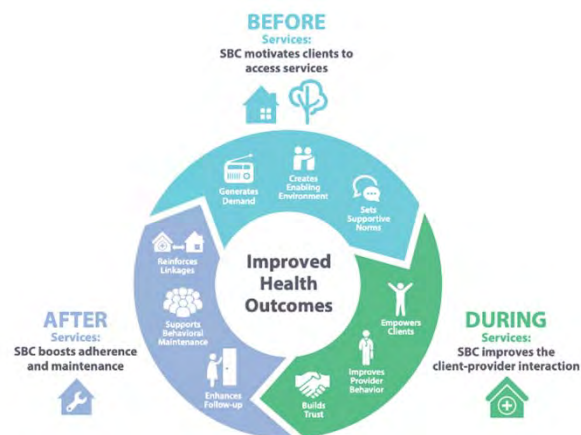 BEFORE
Services:
SBC motivates clients to
access services
Generates
Demand
Creates
Enabling
Environment
Sets
Supportive
Norms
Improved
Health
Outcomes
Empowers
Clients
Improves
Provider
Behavior
Builds
Trust
DURING
Services:
SBC improves the
client-provider interaction
Enhances
Follow-up
Supports
Behavioral
Maintenance
Reinforces
Linkages
AFTER
Services:
SBC boosts adherence
and maintenance